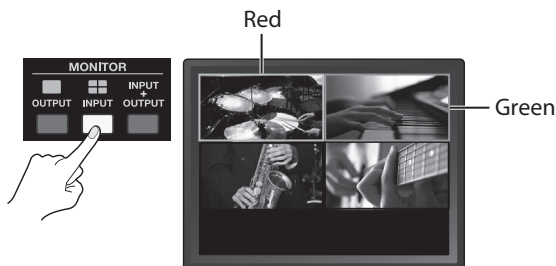 Red
MONITOR
OUTPUT
INPUT
INPUT
+
OUTPUT
Green